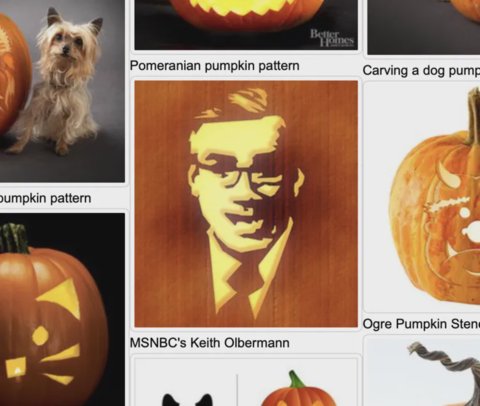 Better
Homes
Pomeranian pumpkin pattern
Carving a dog pump
pumpkin pattern
MSNBC's Keith Olbermann
Ogre Pumpkin Stenc